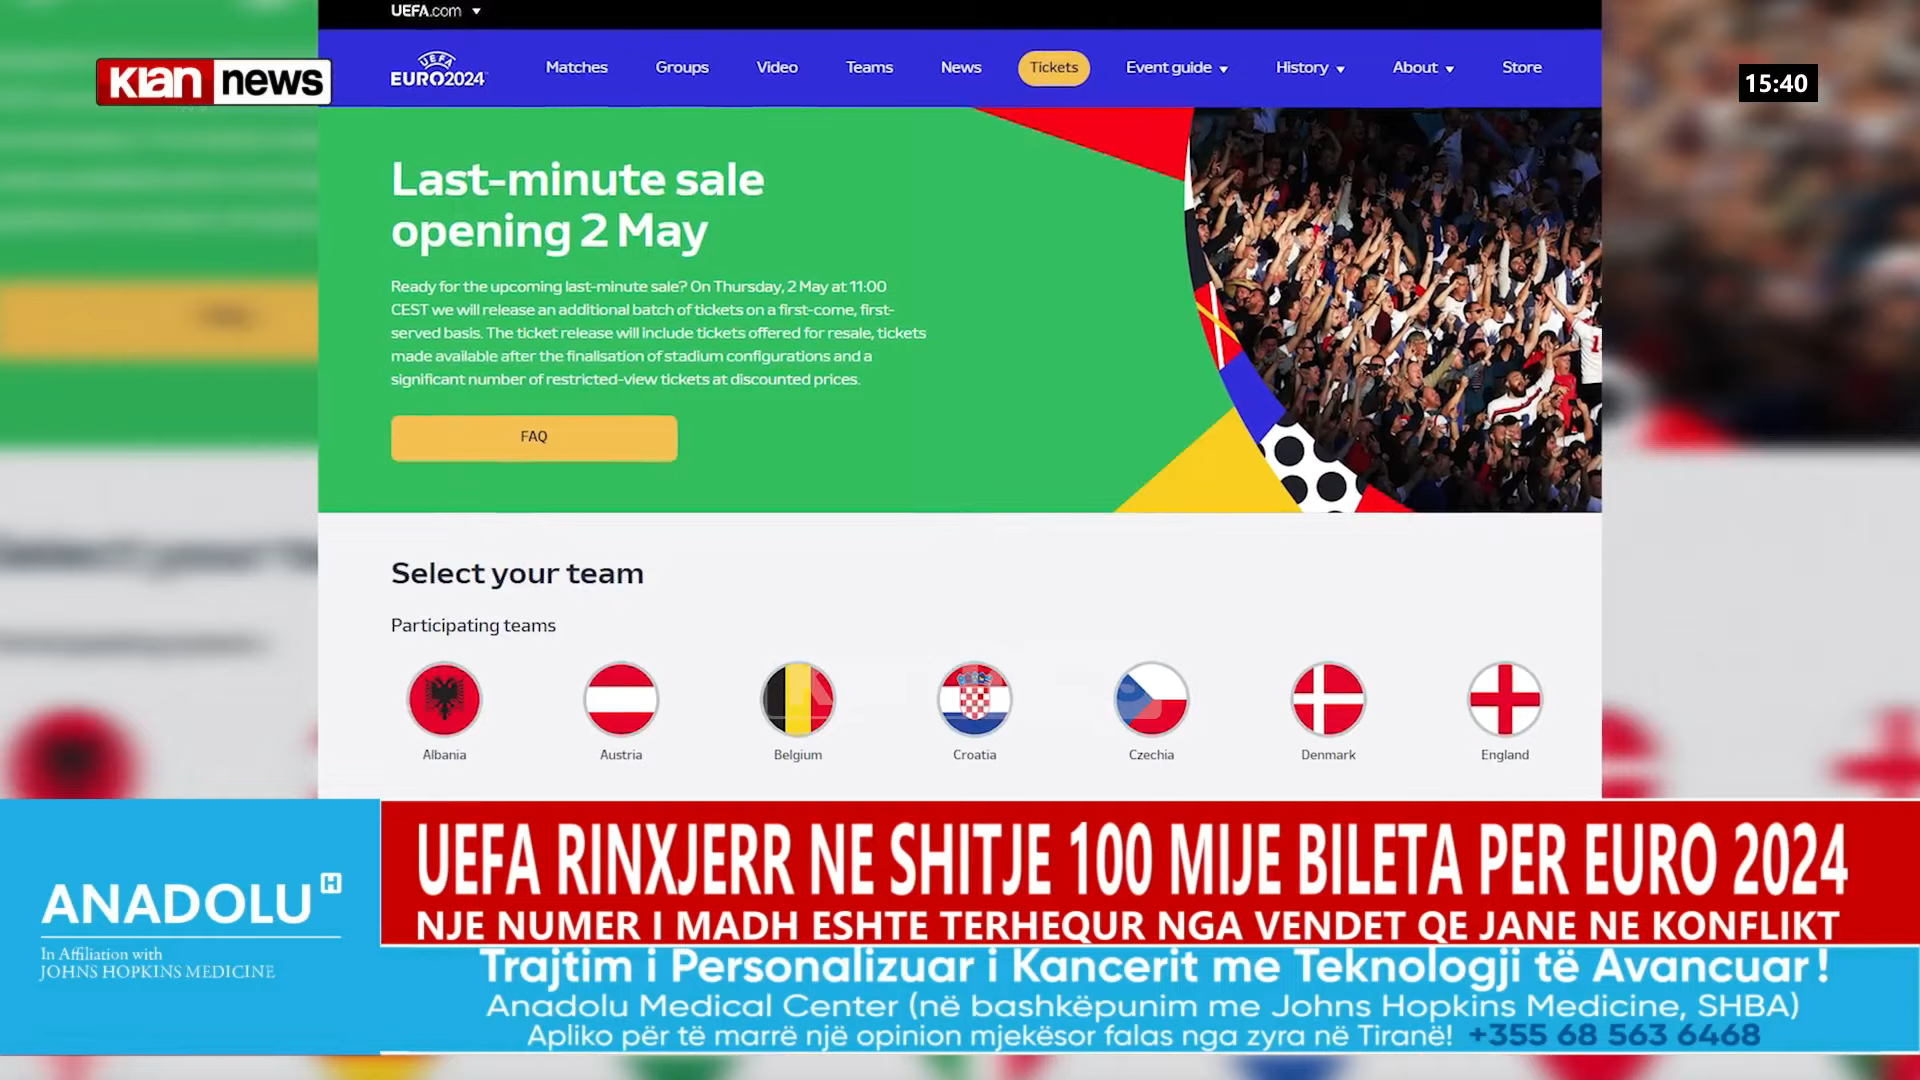 UEFA.com
Klan news
UEFA
EURO2024
Matches
Groups
Video
Teams
News
Tickets
Event guide
History
About
Store
15:40
Last-minute sale
opening 2 May
Ready for the upcoming last-minute sale? On Thursday, 2 May at 11:00
CEST we will release an additional batch of tickets on a first-come, first-
served basis. The ticket release will include tickets offered for resale, tickets
made available after the finalisation of stadium configurations and a
significant number of restricted-view tickets at discounted prices.
FAQ
Select your team
Participating teams
Albania
Austria
Belgium
Croatia
Czechia
Denmark
England
UEFA RINXJERR NE SHITJE 100 MIJE BILETA PER EURO 2024
NJE NUMER I MADH ESHTE TERHEQUR NGA VENDET QE JANE NE KONFLIKT
ANADOLU H
In Affiliation with
JOHNS HOPKINS MEDICINE
Trajtim i Personalizuar i Kancerit me Teknologji të Avancuar!
Anadolu Medical Center (në bashkëpunim me Johns Hopkins Medicine, SHBA)
Apliko për të marrë një opinion mjekësor falas nga zyra në Tiranë! +355 68 563 6468